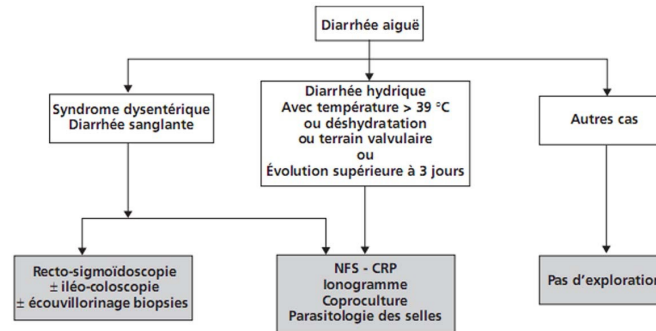 Diarrhée aiguë
Syndrome dysentérique
Diarrhée sanglante
Diarrhée hydrique
Avec température > 39 °C
ou déshydratation
ou terrain valvulaire
ou
Évolution supérieure à 3 jours
Autres cas
Recto-sigmoïdoscopie
± iléo-coloscopie
± écouvillorinage biopsies
NFS - CRP
Ionogramme
Coproculture
Parasitologie des selles
Pas d'exploration